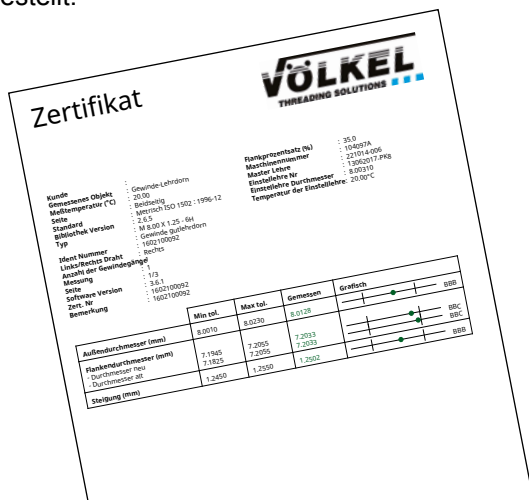 estellt.
VÖLKEL
THREADING SOLUTIONS
Zertifikat
Kunde :
Gemessenes Objekt : Gewinde-Lehrdorn
Meßtemperatur (°C) : 20,00
Seite : Beidseitig
Standard : Metrisch ISO 1502 : 1996-12
Bibliothek Version : 2,6,5
Typ : M 8,00 X 1,25 - 6H
: Gewinde gutlehrdorn
Ident Nummer : 1602100092
Links/Rechts Draht : Rechts
Anzahl der Gewindegänge :
Messung : 1
Seite : 1/3
Software Version : 3.6.1
Zert. Nr : 1602100092
Bemerkung : 1602100092
Flankprozentsatz (%) : 35.0
Maschinennummer : 104097A
Master Lehre : 221014-006
Einstellehre Nr : 13062017.PK8
Einstellehre Durchmesser : 8.00310
Temperatur der Einstelllehre: 20.00°C
Min tol. Max tol. Gemessen Grafisch
Außendurchmesser (mm) 8.0010 8.0230 8.0128 BBB
Flankendurchmesser (mm)
- Durchmesser neu 7.1945 7.2055 7.2033 BBC
- Durchmesser alt 7.1825 7.2055 7.2033 BBC
Steigung (mm) 1.2450 1.2550 1.2502 BBB